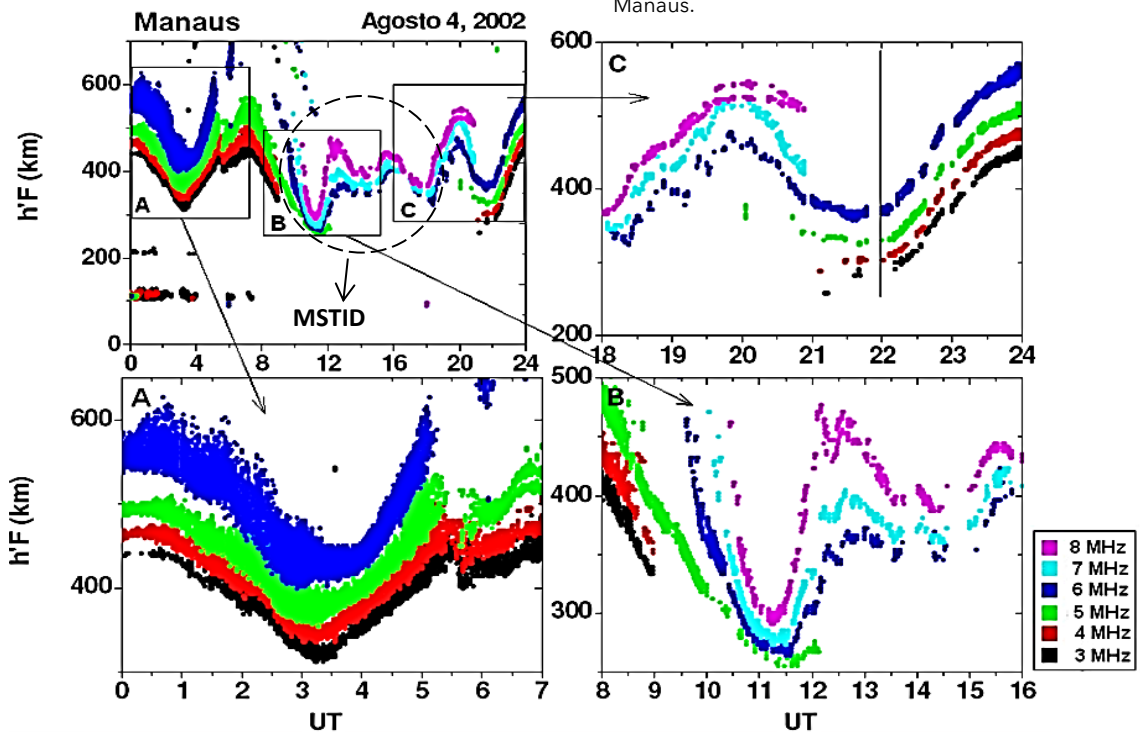 Manaus.
Manaus Agosto 4, 2002
h'F (km)
600
400
200
0
A
B
C
MSTID
0 4 8 12 16 20 24
C
600
400
200
18 19 20 21 22 23 24
h'F (km)
A
600
400
0 1 2 3 4 5 6 7
UT
B
500
400
300
8 9 10 11 12 13 14 15 16
UT
8 MHz
7 MHz
6 MHz
5 MHz
4 MHz
3 MHz